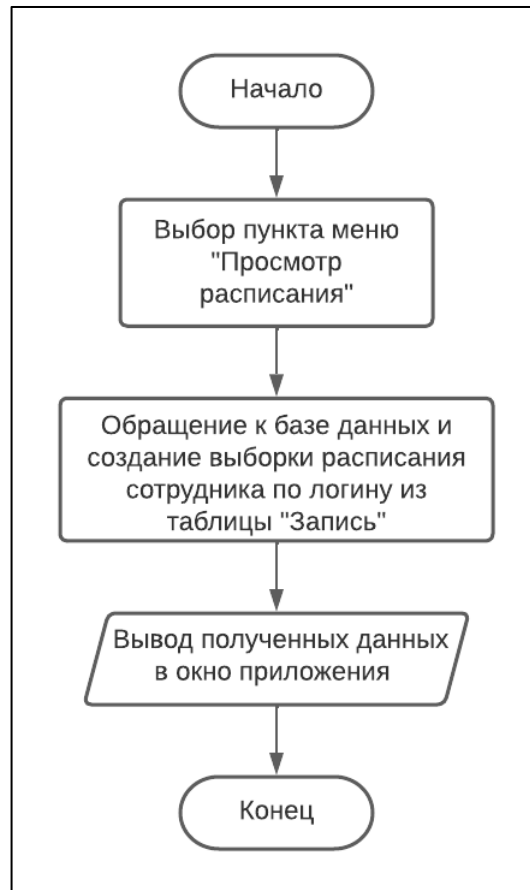 Начало
Выбор пункта меню
"Просмотр
расписания"
Обращение к базе данных и
создание выборки расписания
сотрудника по логину из
таблицы "Запись"
Вывод полученных данных
в окно приложения
Конец